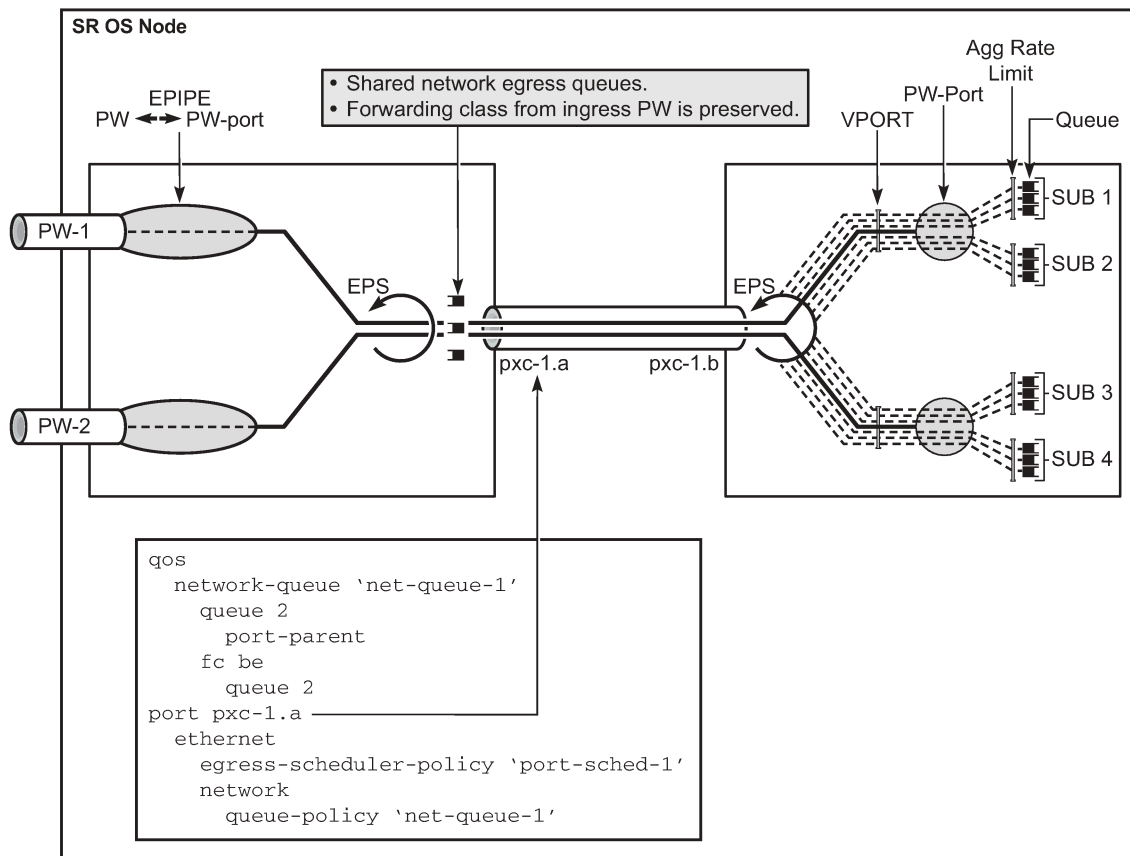 SR OS Node
• Shared network egress queues.
• Forwarding class from ingress PW is preserved.
Agg Rate
Limit
EPIPE
PW PW-port
PW-Port
VPORT
Queue
SUB 1
PW-1
SUB 2
EPS
EPS
pxc-1.a
pxc-1.b
SUB 3
PW-2
SUB 4
qos
network-queue ‘net-queue-1’
queue 2
port-parent
fc be
queue 2
port pxc-1.a
ethernet
egress-scheduler-policy ‘port-sched-1’
network
queue-policy ‘net-queue-1’